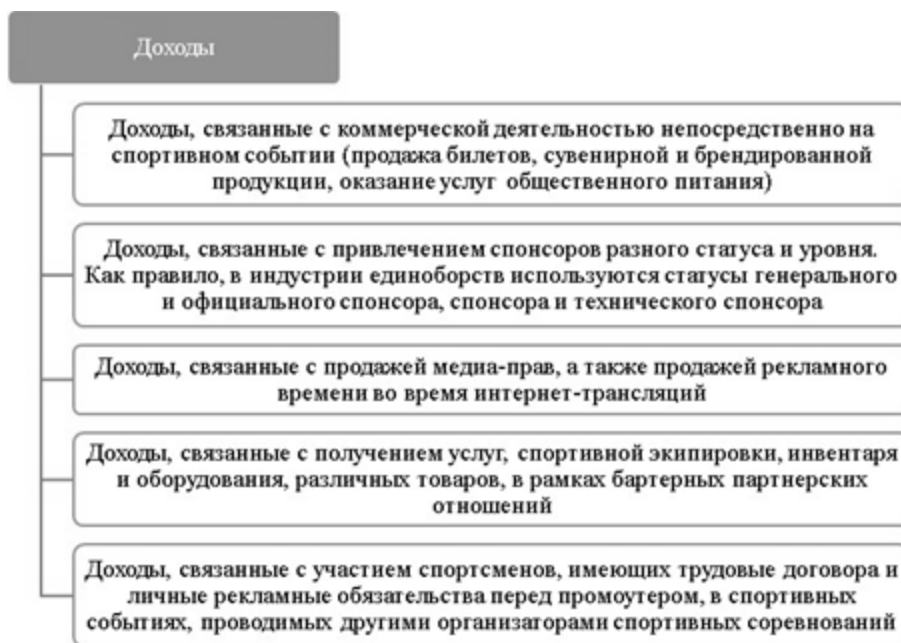 Доходы
Доходы, связанные с коммерческой деятельностью непосредственно на
спортивном событии (продажа билетов, сувенирной и брендированной
продукции, оказание услуг общественного питания)
Доходы, связанные с привлечением спонсоров разного статуса и уровня.
Как правило, в индустрии единоборств используются статусы генерального
и официального спонсора, спонсора и технического спонсора
Доходы, связанные с продажей медиа-прав, а также продажей рекламного
времени во время интернет-трансляций
Доходы, связанные с получением услуг, спортивной экипировки, инвентаря
и оборудования, различных товаров, в рамках бартерных партнерских
отношений
Доходы, связанные с участием спортсменов, имеющих трудовые договора и
личные рекламные обязательства перед промоутером, в спортивных
событиях, проводимых другими организаторами спортивных соревнований